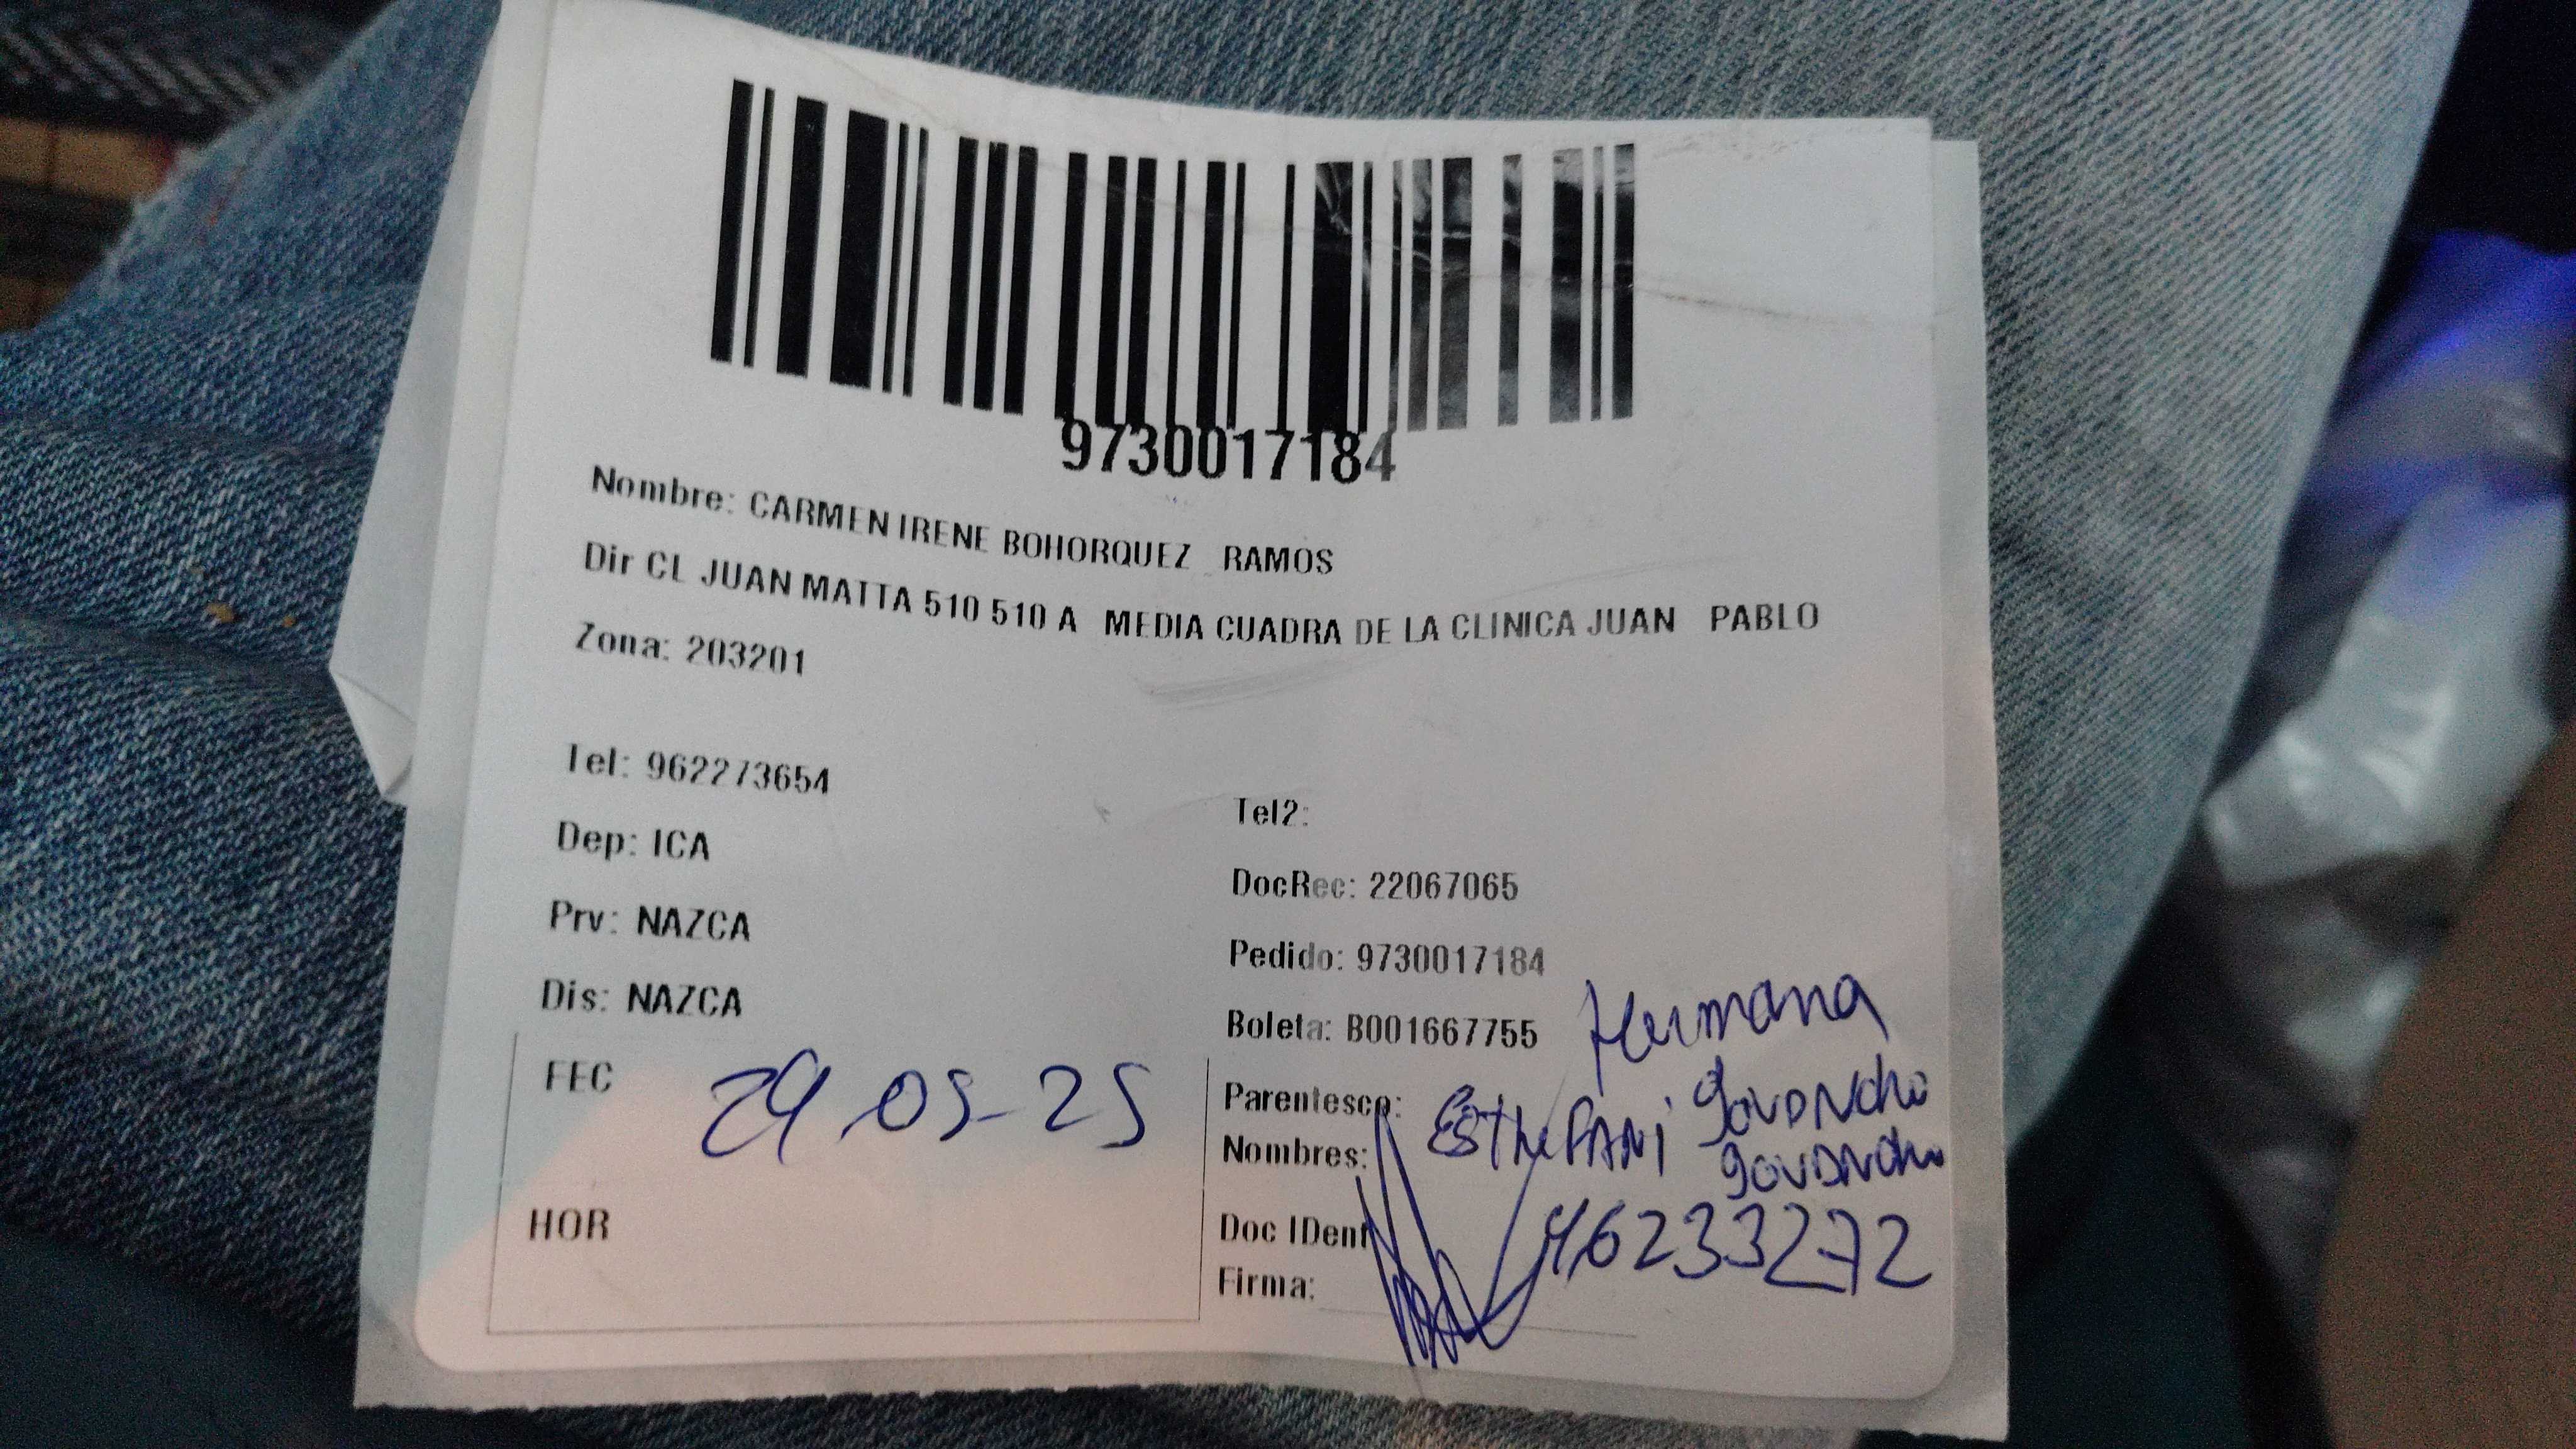 9730017184
Nombre: CARMEN IRENE BOHORQUEZ RAMOS
Dir CL JUAN MATTA 510 510 A MEDIA CUADRA DE LA CLINICA JUAN PABLO
Zona: 203201
Tel: 962273654
Tel2:
Dep: ICA
DocRec: 22067065
Prv: NAZCA
Pedido: 9730017184
Dis: NAZCA
Boleta: B001667755
FEC 29-05-25
Parentesco: Hermana
Nombres: EstheFANi
HOR
Doc IDent 46233272
Firma: